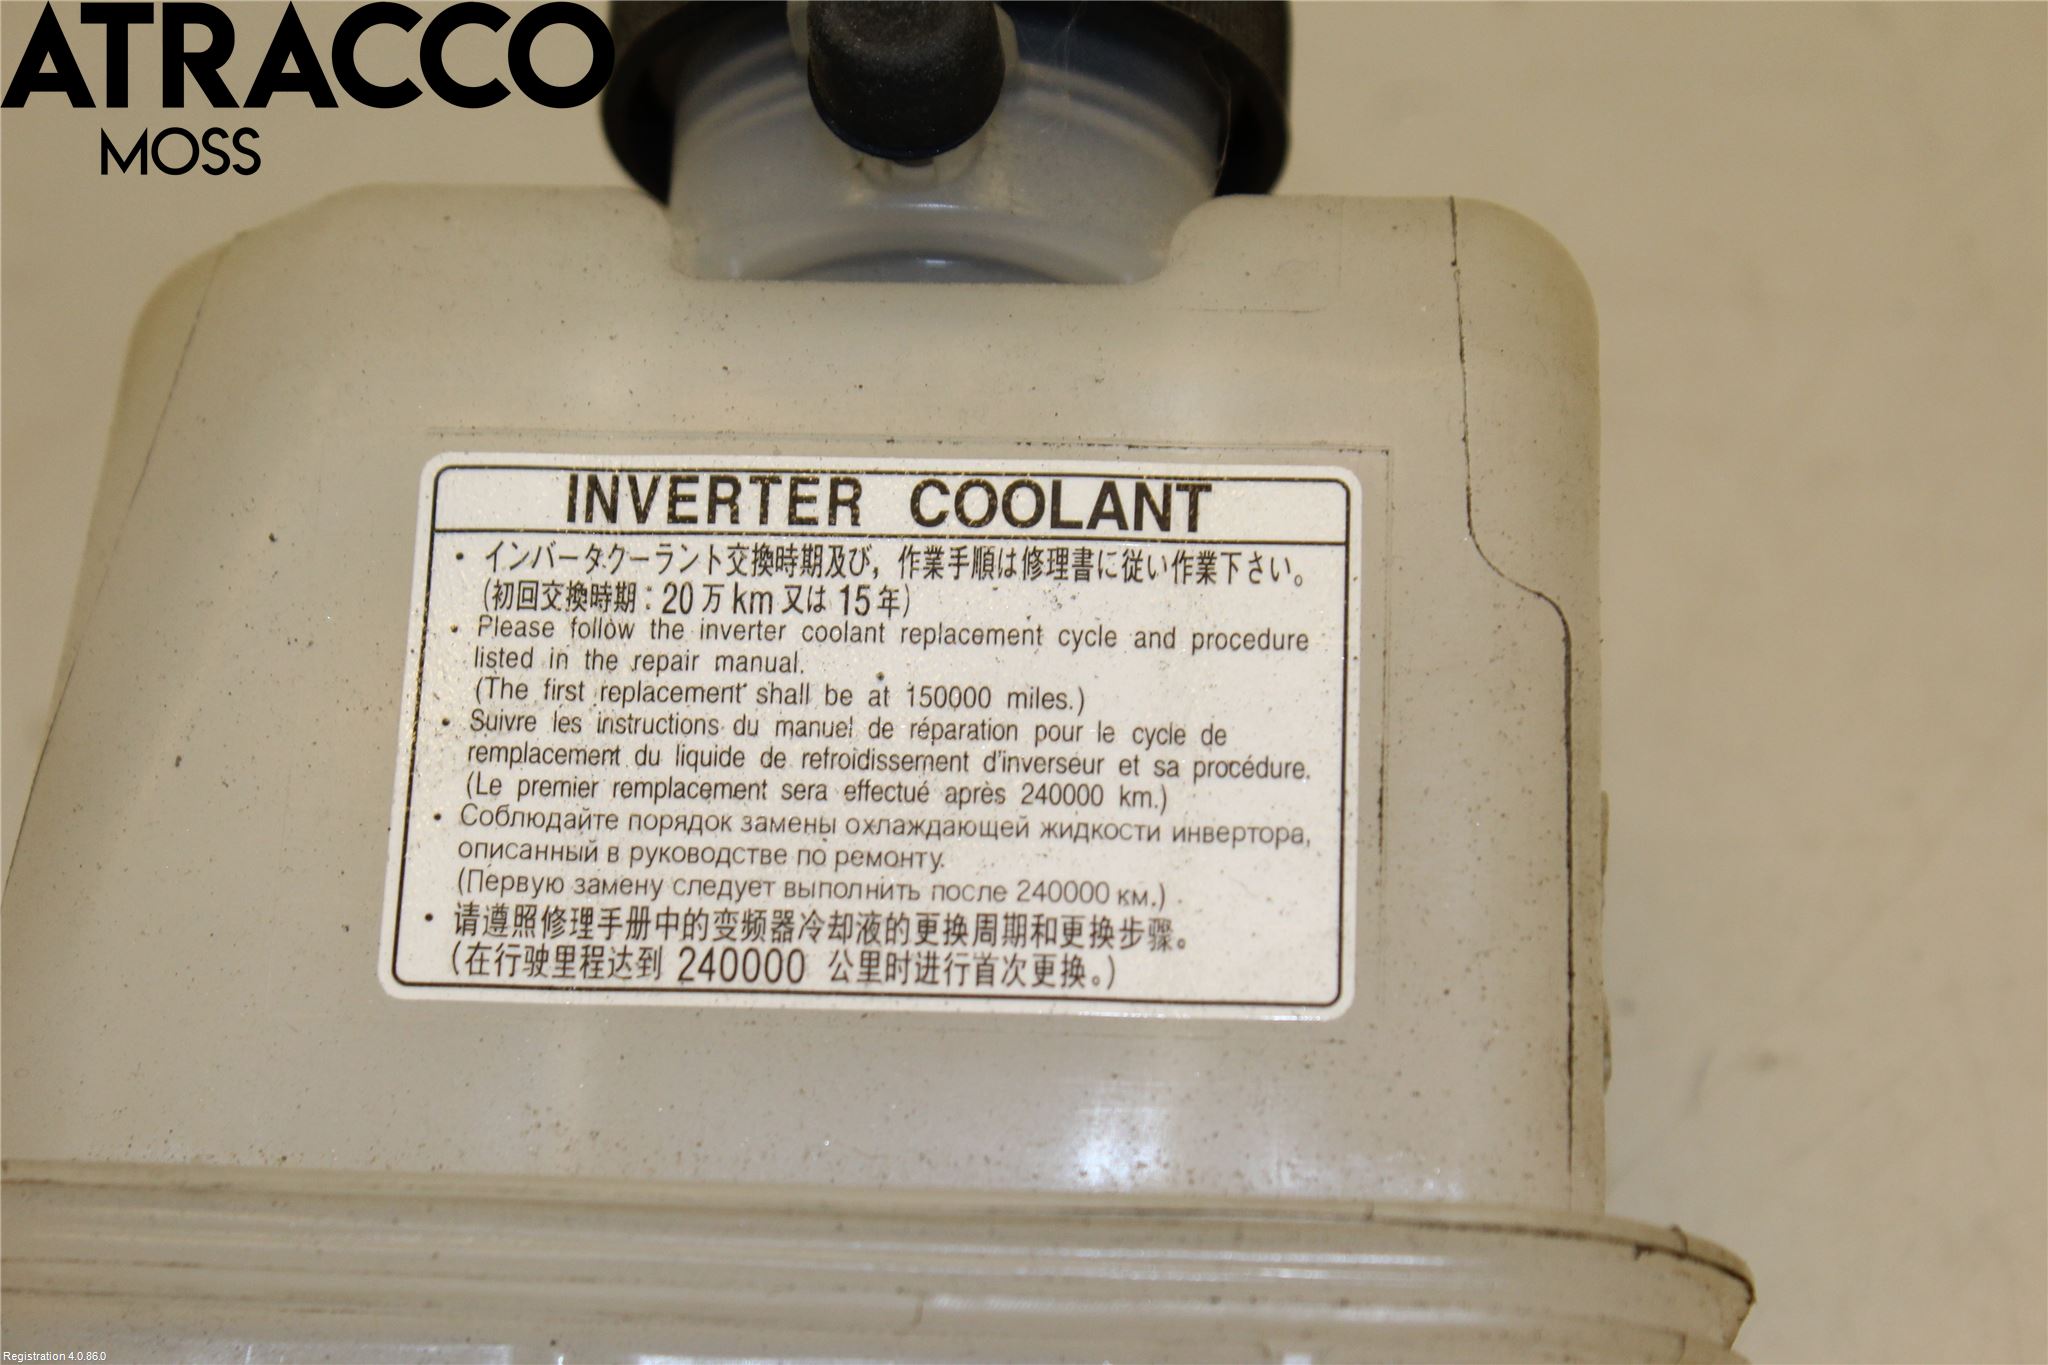 ATRACCO
MOSS
INVERTER COOLANT
・インバータクーラント交換時期及び，作業手順は修理書に従い作業下さい。
(初回交換時期：20万km又は15年)
・Please follow the inverter coolant replacement cycle and procedure
listed in the repair manual.
(The first replacement shall be at 150000 miles.)
・Suivre les instructions du manuel de réparation pour le cycle de
remplacement du liquide de refroidissement d'inverseur et sa procédure.
(Le premier remplacement sera effectué après 240000 km.)
・Соблюдайте порядок замены охлаждающей жидкости инвертора,
описанный в руководстве по ремонту.
(Первую замену следует выполнить после 240000 км.)
・请遵照修理手册中的变频器冷却液的更换周期和更换步骤。
(在行驶里程达到 240000 公里时进行首次更换。)
Registration 4.0.86.0